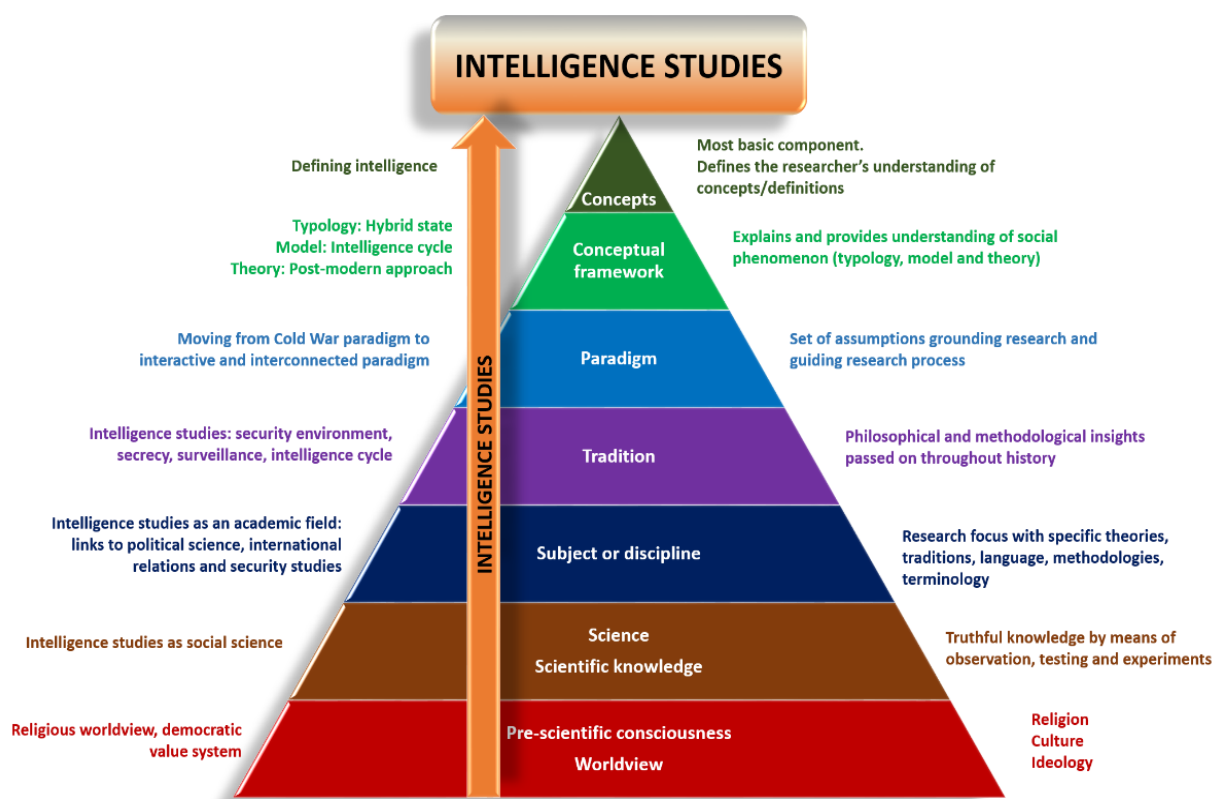 INTELLIGENCE STUDIES
Defining intelligence
Most basic component.
Defines the researcher’s understanding of
concepts/definitions
Concepts
Typology: Hybrid state
Model: Intelligence cycle
Theory: Post-modern approach
Conceptual
framework
Explains and provides understanding of social
phenomenon (typology, model and theory)
Moving from Cold War paradigm to
interactive and interconnected paradigm
Paradigm
Set of assumptions grounding research and
guiding research process
INTELLIGENCE STUDIES
Intelligence studies: security environment,
secrecy, surveillance, intelligence cycle
Tradition
Philosophical and methodological insights
passed on throughout history
Intelligence studies as an academic field:
links to political science, international
relations and security studies
Subject or discipline
Research focus with specific theories,
traditions, language, methodologies,
terminology
Intelligence studies as social science
Science
Scientific knowledge
Truthful knowledge by means of
observation, testing and experiments
Religious worldview, democratic
value system
Pre-scientific consciousness
Worldview
Religion
Culture
Ideology